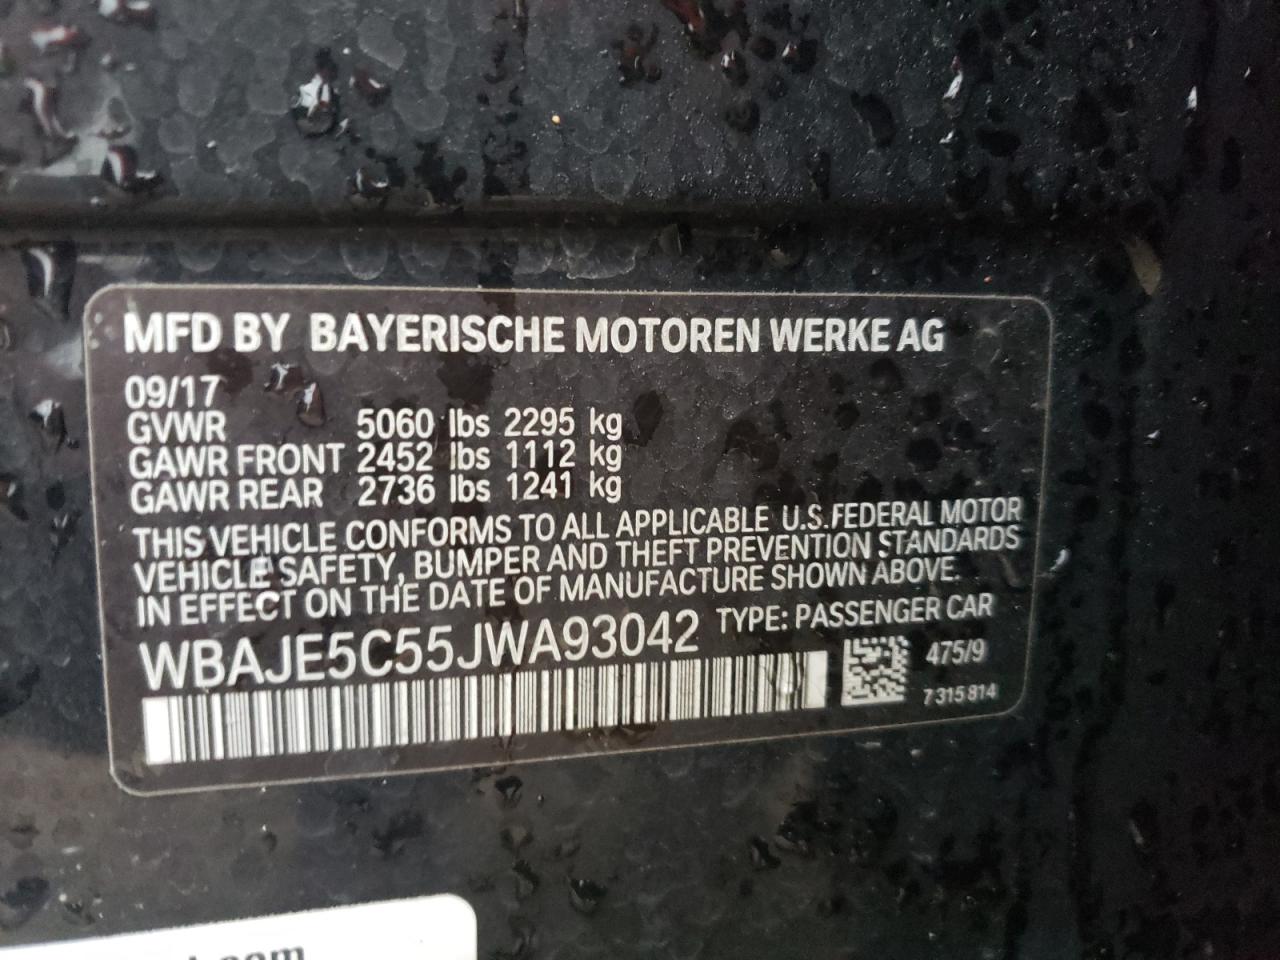 MFD BY BAYERISCHE MOTOREN WERKE AG
09/17
GVWR 5060 lbs 2295 kg
GAWR FRONT 2452 lbs 1112 kg
GAWR REAR 2736 lbs 1241 kg
THIS VEHICLE CONFORMS TO ALL APPLICABLE U.S.FEDERAL MOTOR
VEHICLE SAFETY, BUMPER AND THEFT PREVENTION STANDARDS
IN EFFECT ON THE DATE OF MANUFACTURE SHOWN ABOVE.
WBAJE5C55JWA93042 TYPE: PASSENGER CAR
475/9
7 315 814